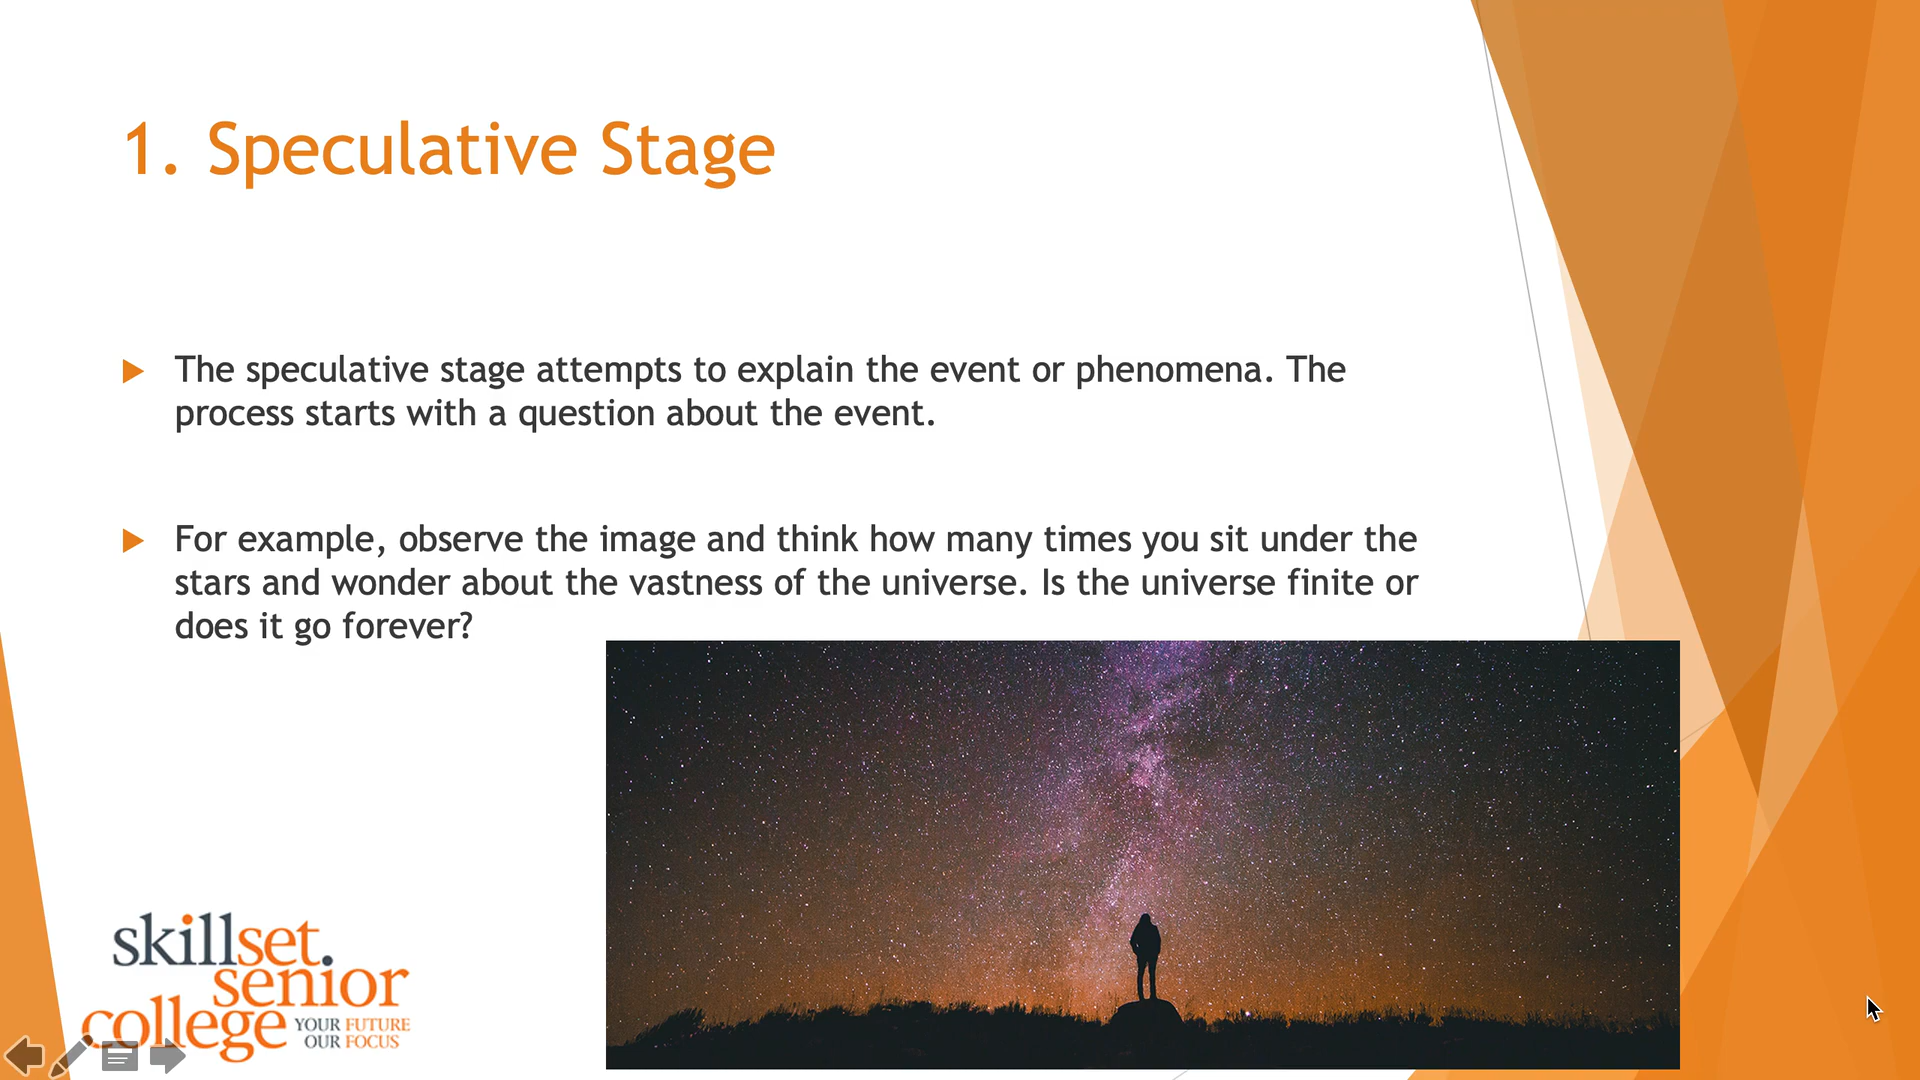 1. Speculative Stage
The speculative stage attempts to explain the event or phenomena. The
process starts with a question about the event.
For example, observe the image and think how many times you sit under the
stars and wonder about the vastness of the universe. Is the universe finite or
does it go forever?
skillset.
senior
college
YOUR FUTURE
OUR FOCUS